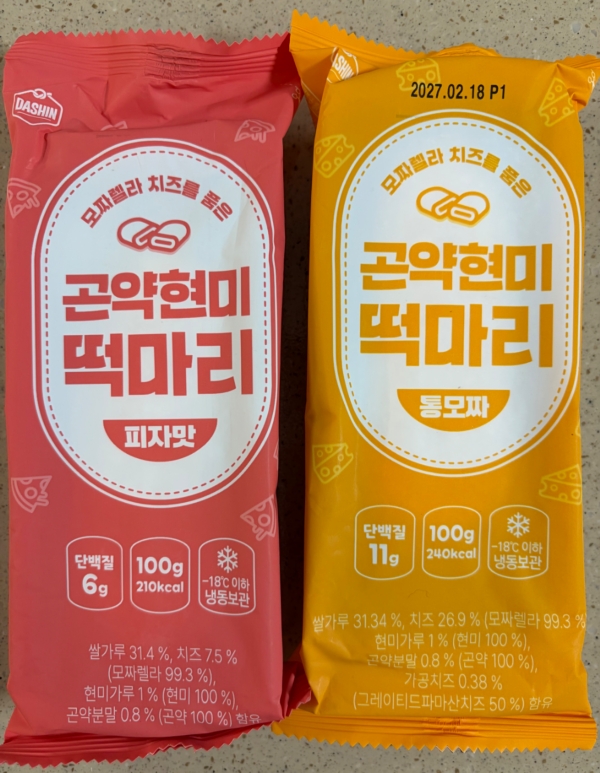 DASHIN
모짜렐라 치즈를 품은
곤약현미
떡마리
피자맛
단백질
6g
100g
210kcal
-18℃ 이하
냉동보관
쌀가루 31.4 %, 치즈 7.5 %
(모짜렐라 99.3 %),
현미가루 1 % (현미 100 %),
곤약분말 0.8 % (곤약 100 %) 함유
DASHIN
2027.02.18 P1
모짜렐라 치즈를 품은
곤약현미
떡마리
통모짜
단백질
11g
100g
240kcal
-18℃ 이하
냉동보관
쌀가루 31.34 %, 치즈 26.9 % (모짜렐라 99.3 %
현미가루 1 % (현미 100 %),
곤약분말 0.8 % (곤약 100 %),
가공치즈 0.38 %
(그레이티드파마산치즈 50 %) 함유